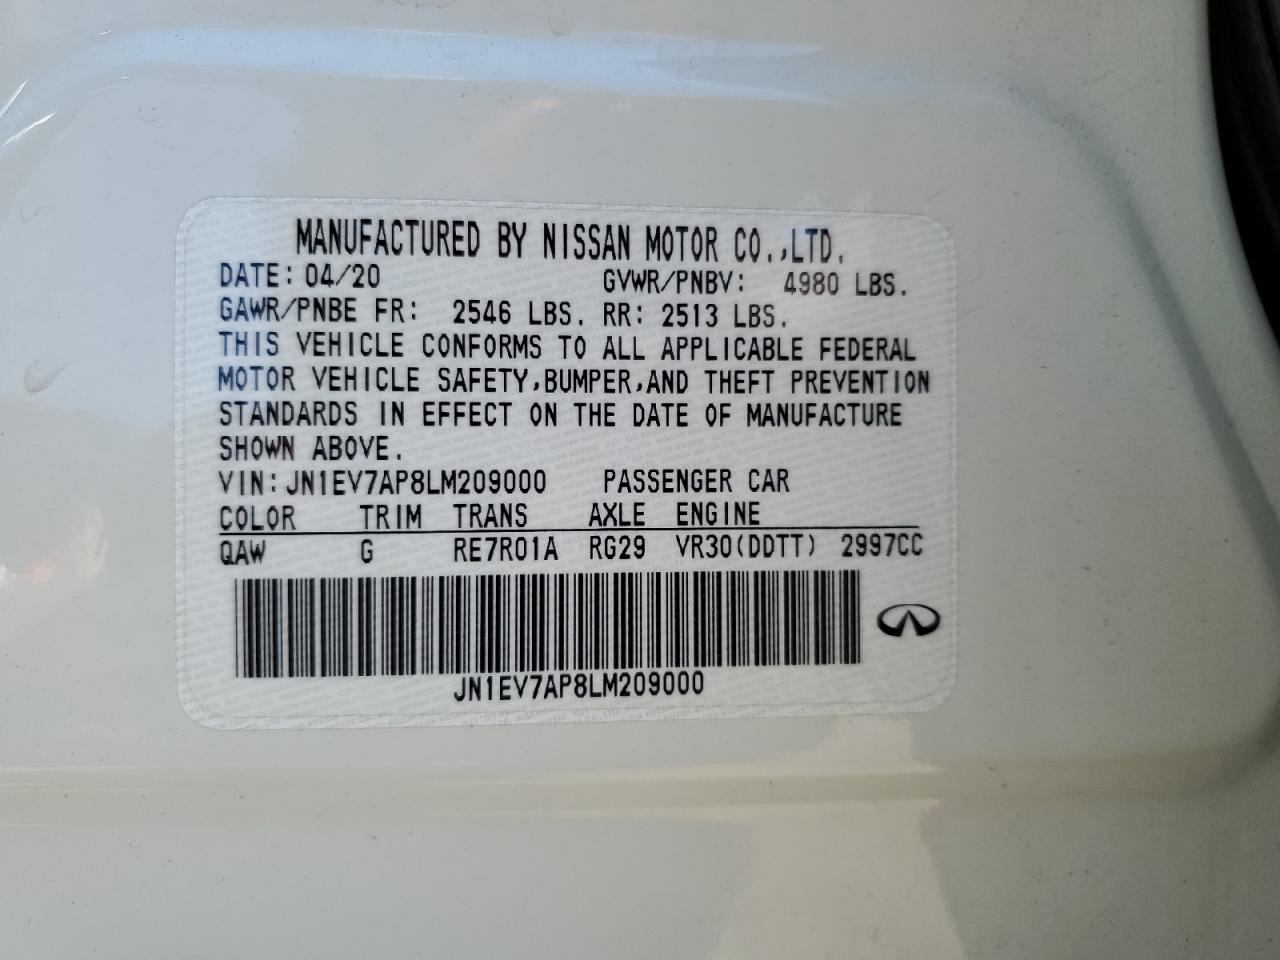 MANUFACTURED BY NISSAN MOTOR CO.,LTD.
DATE: 04/20 GVWR/PNBV: 4980 LBS.
GAWR/PNBE FR: 2546 LBS. RR: 2513 LBS.
THIS VEHICLE CONFORMS TO ALL APPLICABLE FEDERAL
MOTOR VEHICLE SAFETY,BUMPER,AND THEFT PREVENTION
STANDARDS IN EFFECT ON THE DATE OF MANUFACTURE
SHOWN ABOVE.
VIN: JN1EV7AP8LM209000 PASSENGER CAR
COLOR TRIM TRANS AXLE ENGINE
QAW G RE7R01A RG29 VR30(DDTT) 2997CC
JN1EV7AP8LM209000